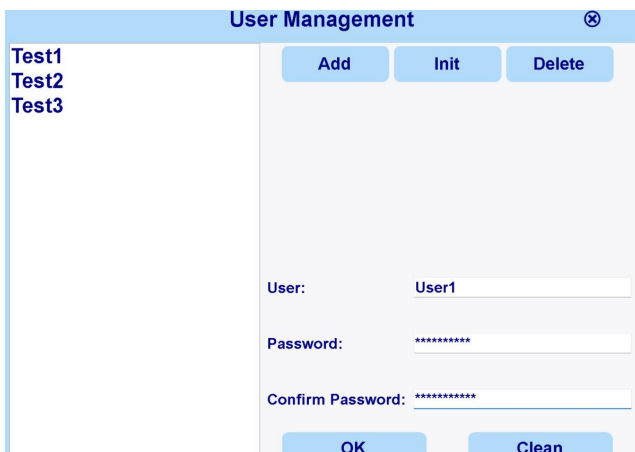 User Management
Test1
Test2
Test3
Add Init Delete
User: User1
Password: **********
Confirm Password: ***********
OK Clean